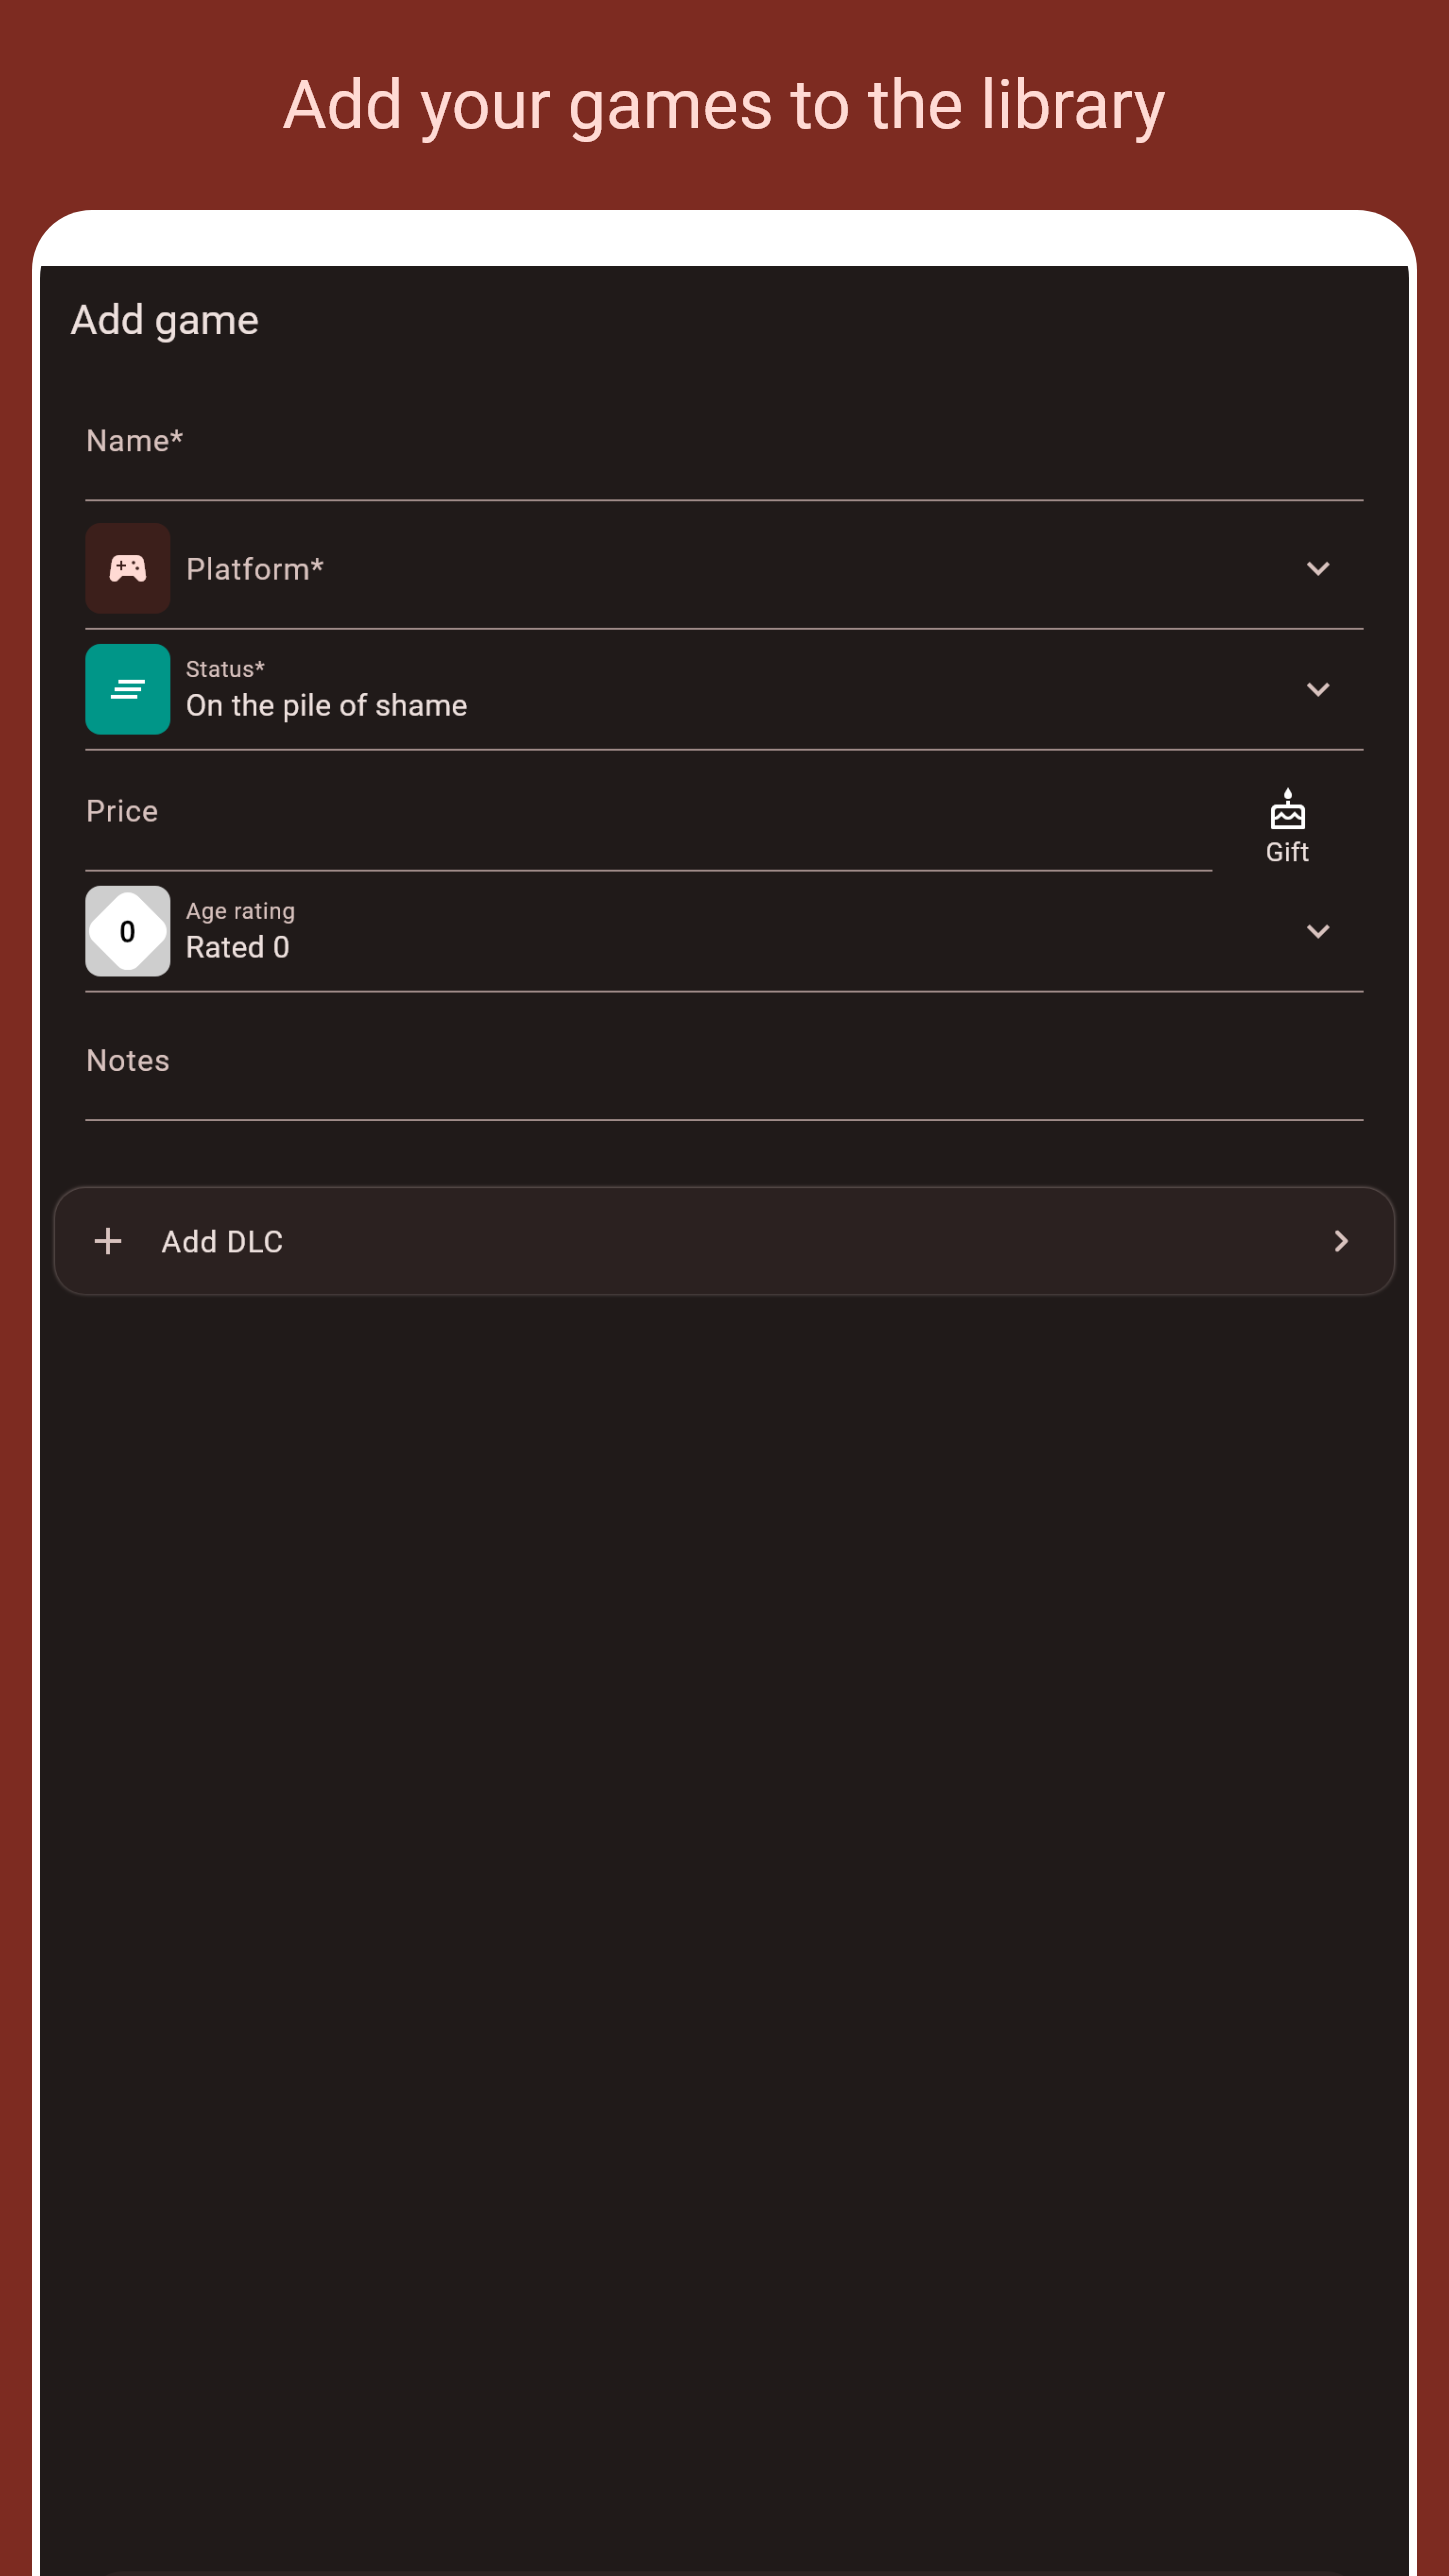 Add your games to the library
Add game
Name*
Platform*
Status*
On the pile of shame
Price
Gift
0
Age rating
Rated 0
Notes
Add DLC